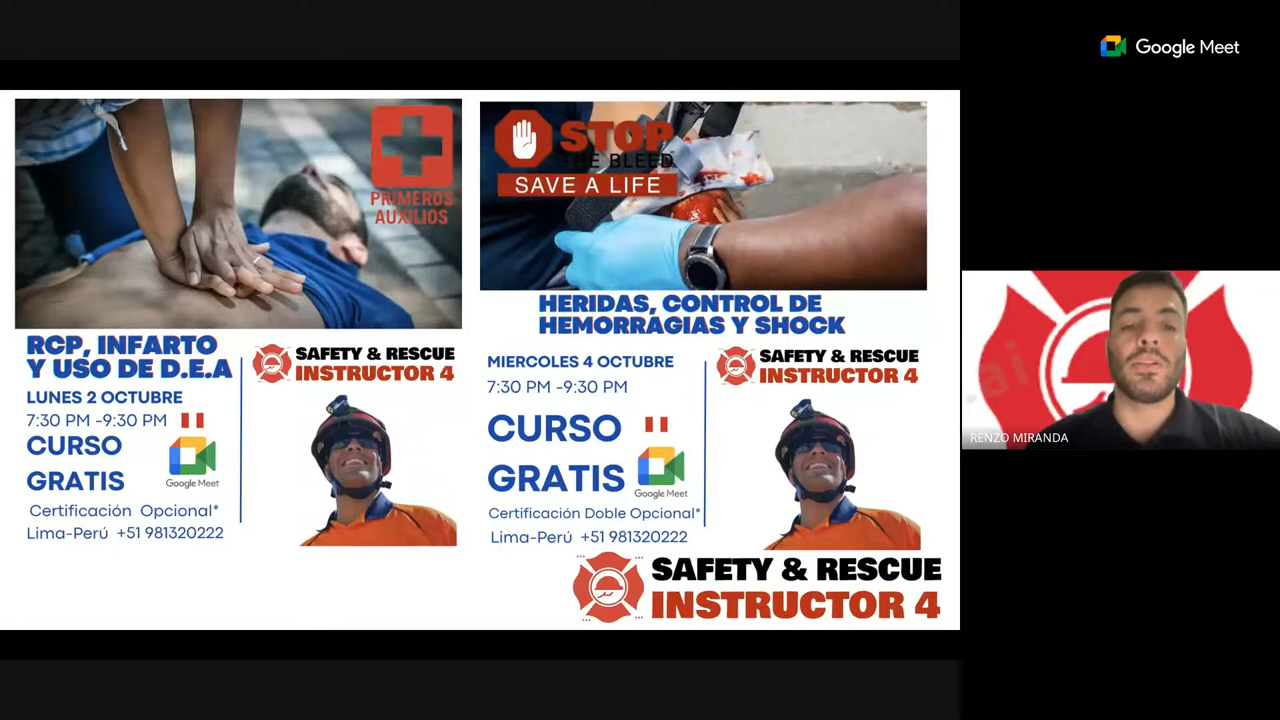 Google Meet
PRIMEROS
AUXILIOS
RCP, INFARTO
Y USO DE D.E.A
LUNES 2 OCTUBRE
7:30 PM -9:30 PM
CURSO
GRATIS
Google Meet
Certificación Opcional*
Lima-Perú +51 981320222
SAFETY & RESCUE
INSTRUCTOR 4
STOP
THE BLEED
SAVE A LIFE
HERIDAS, CONTROL DE
HEMORRAGIAS Y SHOCK
MIERCOLES 4 OCTUBRE
7:30 PM -9:30 PM
CURSO
GRATIS
Google Meet
Certificación Doble Opcional*
Lima-Perú +51 981320222
SAFETY & RESCUE
INSTRUCTOR 4
SAFETY & RESCUE
INSTRUCTOR 4
.ai
RENZO MIRANDA